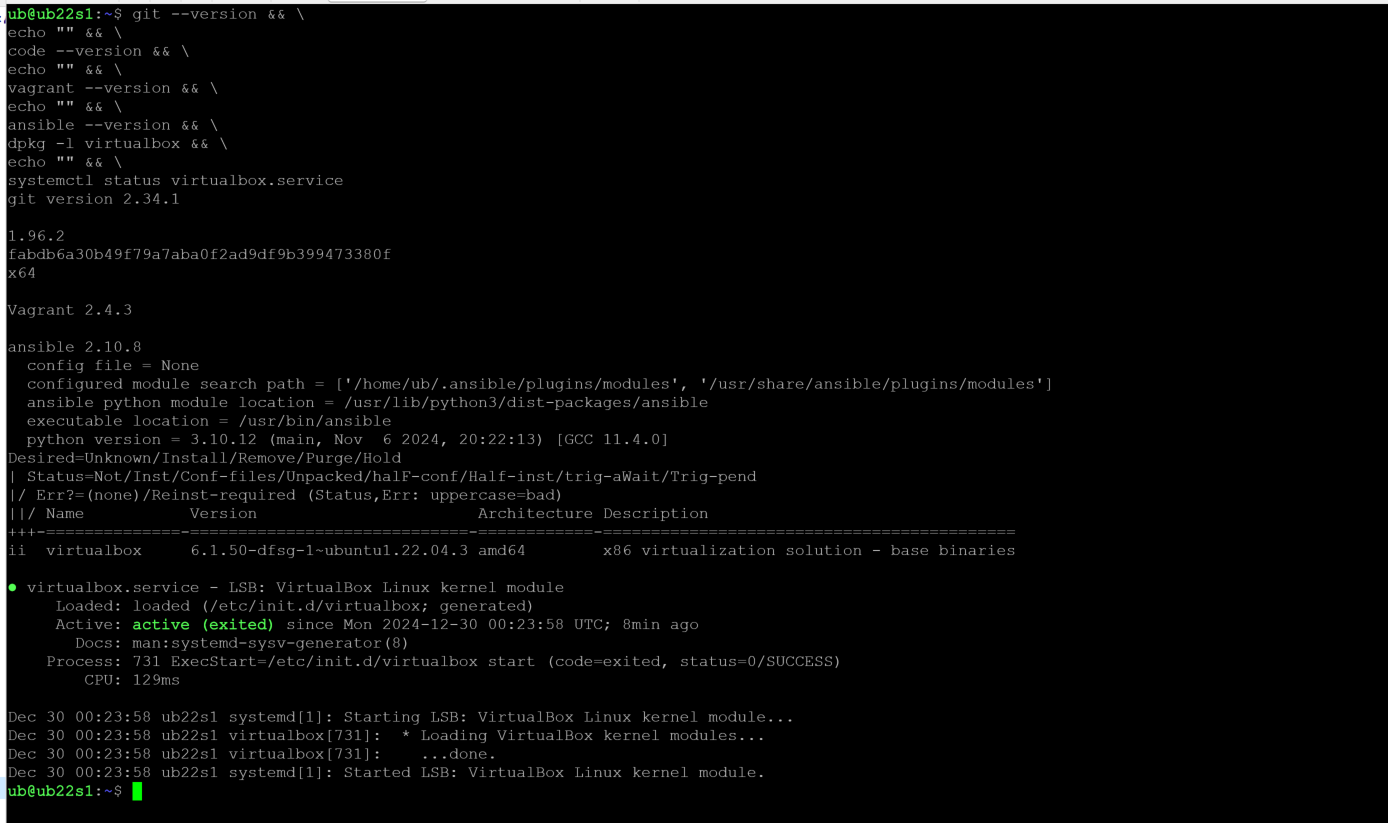 ub@ub22s1:~$ git --version && \
echo "" && \
code --version && \
echo "" && \
vagrant --version && \
echo "" && \
ansible --version && \
dpkg -l virtualbox && \
echo "" && \
systemctl status virtualbox.service
git version 2.34.1

1.96.2
fabdb6a30b49f79a7aba0f2ad9df9b399473380f
x64

Vagrant 2.4.3

ansible 2.10.8
  config file = None
  configured module search path = ['/home/ub/.ansible/plugins/modules', '/usr/share/ansible/plugins/modules']
  ansible python module location = /usr/lib/python3/dist-packages/ansible
  executable location = /usr/bin/ansible
  python version = 3.10.12 (main, Nov  6 2024, 20:22:13) [GCC 11.4.0]
Desired=Unknown/Install/Remove/Purge/Hold
| Status=Not/Inst/Conf-files/Unpacked/halF-conf/Half-inst/trig-aWait/Trig-pend
|/ Err?=(none)/Reinst-required (Status,Err: uppercase=bad)
||/ Name           Version                       Architecture Description
+++-==============-=============================-============-===========================================
ii  virtualbox     6.1.50-dfsg-1~ubuntu1.22.04.3 amd64        x86 virtualization solution - base binaries

● virtualbox.service - LSB: VirtualBox Linux kernel module
     Loaded: loaded (/etc/init.d/virtualbox; generated)
     Active: active (exited) since Mon 2024-12-30 00:23:58 UTC; 8min ago
       Docs: man:systemd-sysv-generator(8)
    Process: 731 ExecStart=/etc/init.d/virtualbox start (code=exited, status=0/SUCCESS)
        CPU: 129ms

Dec 30 00:23:58 ub22s1 systemd[1]: Starting LSB: VirtualBox Linux kernel module...
Dec 30 00:23:58 ub22s1 virtualbox[731]:  * Loading VirtualBox kernel modules...
Dec 30 00:23:58 ub22s1 virtualbox[731]:    ...done.
Dec 30 00:23:58 ub22s1 systemd[1]: Started LSB: VirtualBox Linux kernel module.
ub@ub22s1:~$